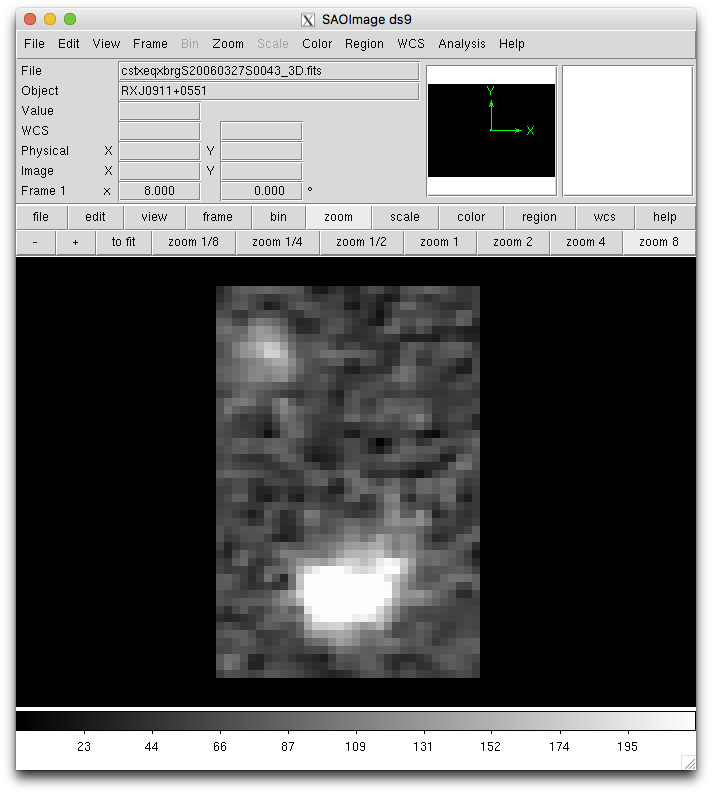 SAOImage ds9
File Edit View Frame Bin Zoom Scale Color Region WCS Analysis Help
File cstxeqxbrgS20060327S0043_3D.fits
Object RXJ0911+0551
Value
WCS
Physical X Y
Image X Y
Frame 1 x 8.000 0.000 °
Y
X
file edit view frame bin zoom scale color region wcs help
- + to fit zoom 1/8 zoom 1/4 zoom 1/2 zoom 1 zoom 2 zoom 4 zoom 8
23 44 66 87 109 131 152 174 195